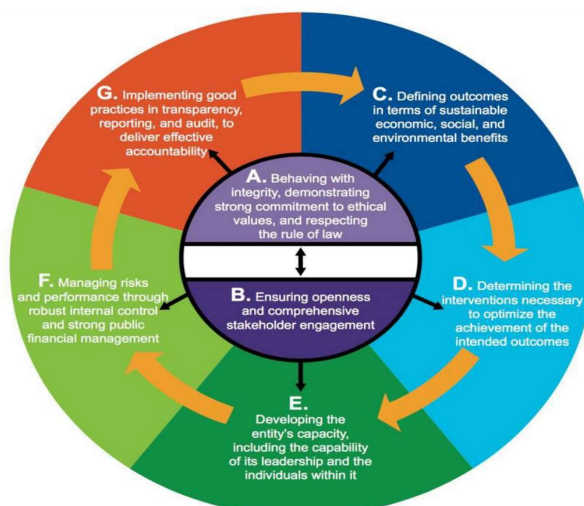 A. Behaving with
integrity, demonstrating
strong commitment to ethical
values, and respecting
the rule of law
B. Ensuring openness
and comprehensive
stakeholder engagement
C. Defining outcomes
in terms of sustainable
economic, social, and
environmental benefits
D. Determining the
interventions necessary
to optimize the
achievement of the
intended outcomes
E.
Developing the
entity's capacity,
including the capability
of its leadership and the
individuals within it
F. Managing risks
and performance through
robust internal control
and strong public
financial management
G. Implementing good
practices in transparency,
reporting, and audit, to
deliver effective
accountability